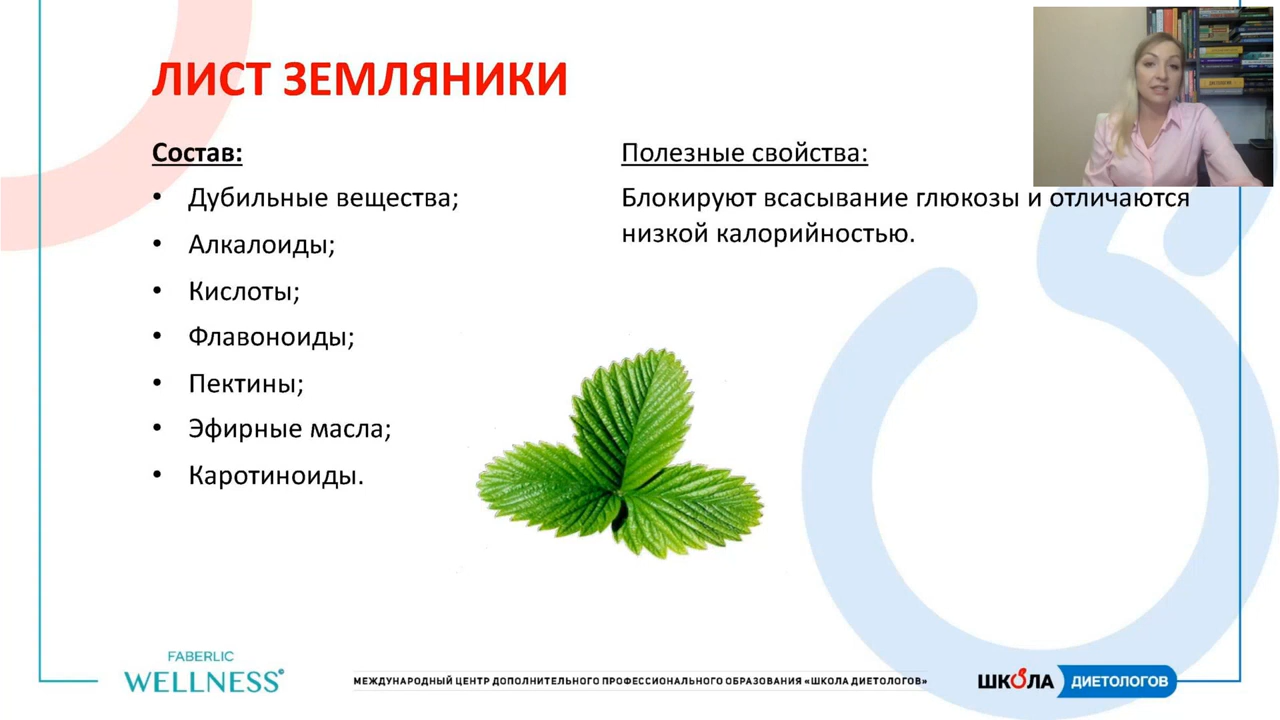 ЛИСТ ЗЕМЛЯНИКИ
Состав:
• Дубильные вещества;
• Алкалоиды;
• Кислоты;
• Флавоноиды;
• Пектины;
• Эфирные масла;
• Каротиноиды.
Полезные свойства:
Блокируют всасывание глюкозы и отличаются
низкой калорийностью.
FABERLIC
WELLNESS
МЕЖДУНАРОДНЫЙ ЦЕНТР ДОПОЛНИТЕЛЬНОГО ПРОФЕССИОНАЛЬНОГО ОБРАЗОВАНИЯ «ШКОЛА ДИЕТОЛОГОВ»
ШКОЛА ДИЕТОЛОГОВ